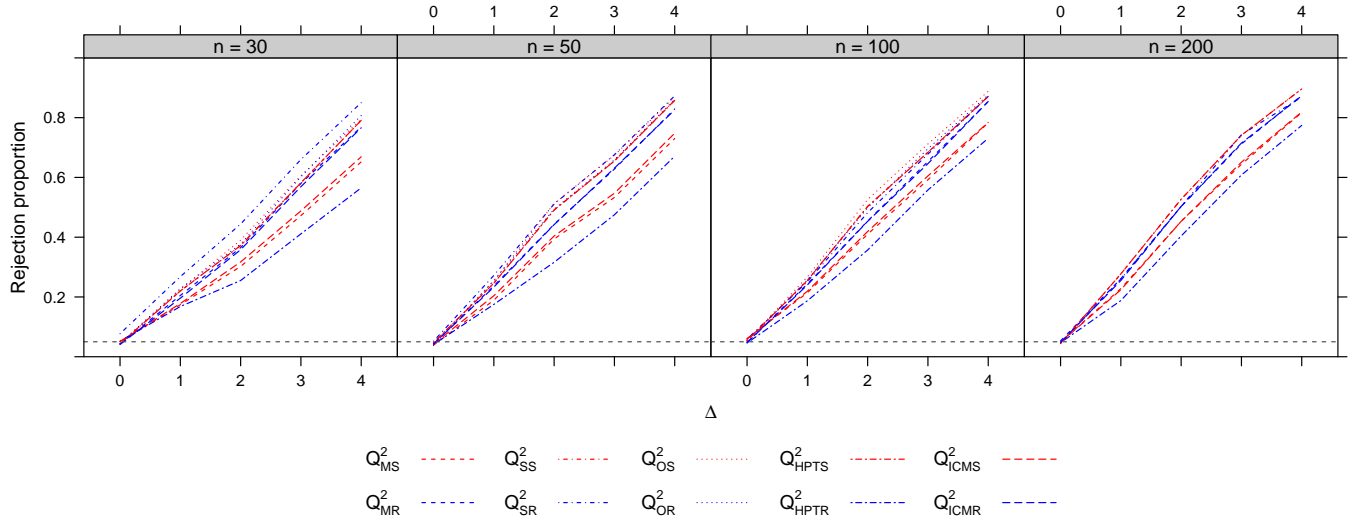 0 1 2 3 4 0 1 2 3 4
n = 30 n = 50 n = 100 n = 200
Rejection proportion
0.8
0.6
0.4
0.2
0 1 2 3 4 0 1 2 3 4
Δ
Q²MS Q²SS Q²OS Q²HPTS Q²ICMS
Q²MR Q²SR Q²OR Q²HPTR Q²ICMR